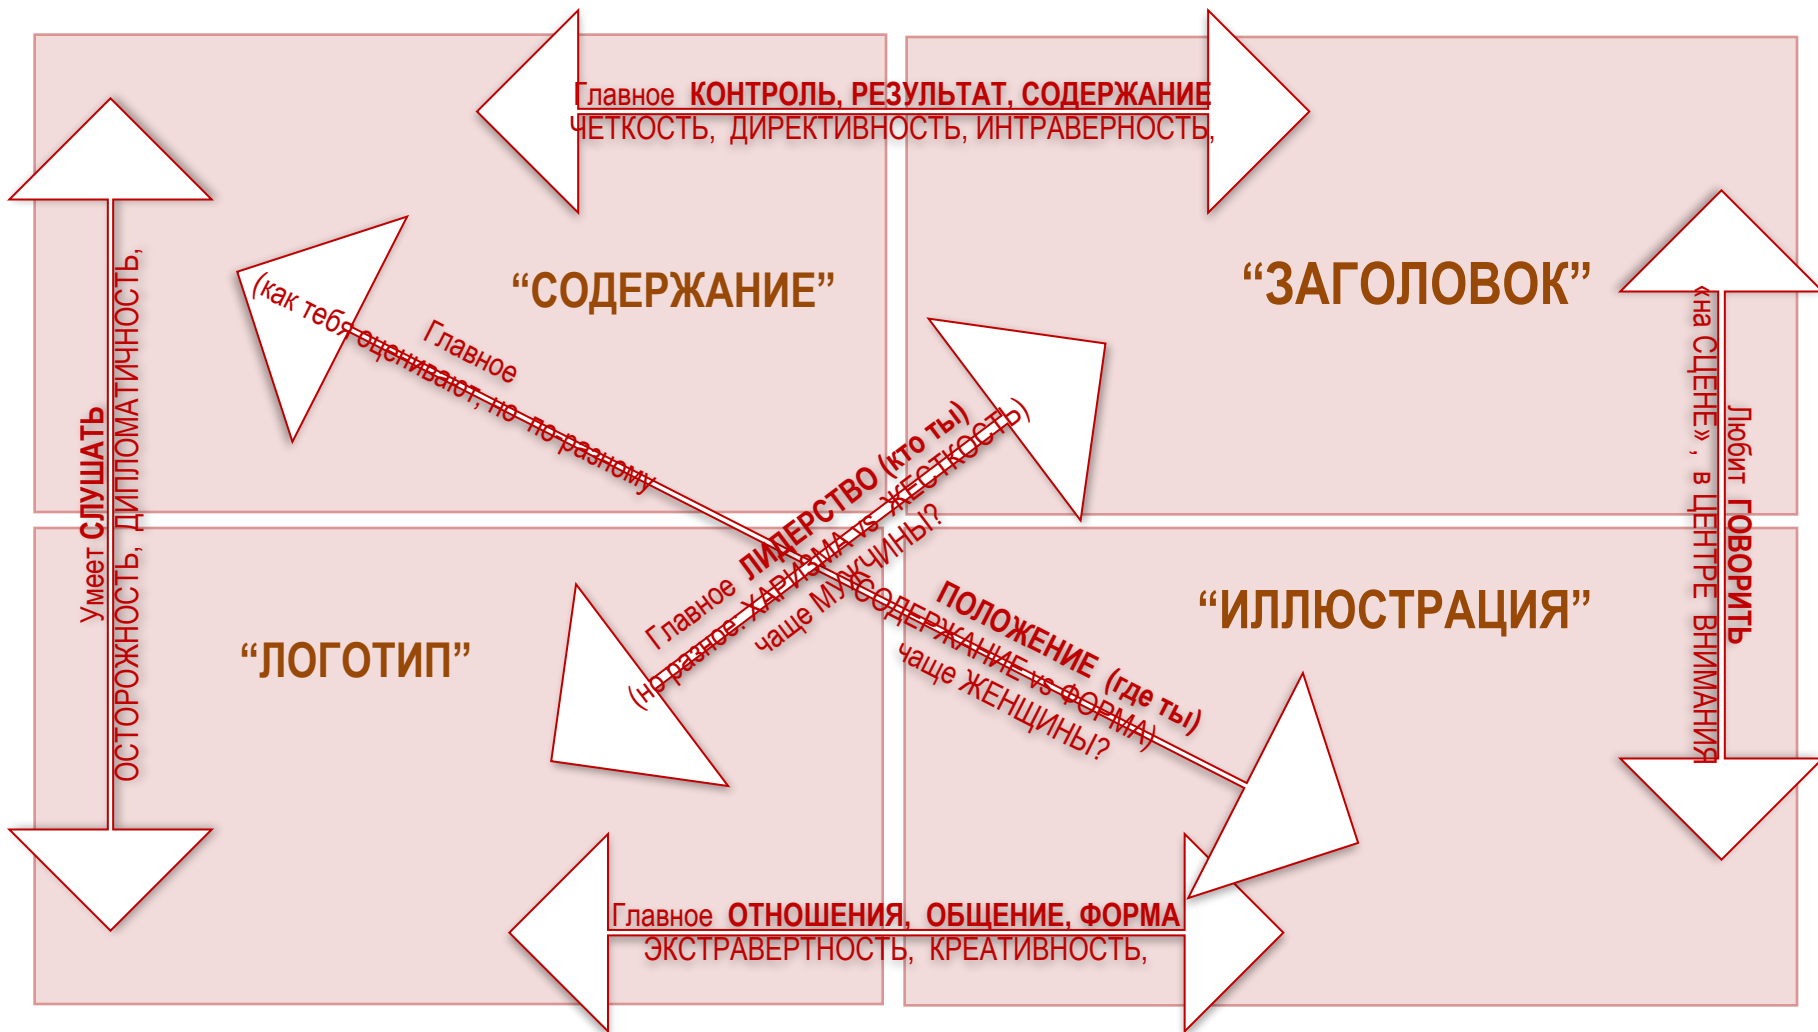 Главное КОНТРОЛЬ, РЕЗУЛЬТАТ, СОДЕРЖАНИЕ
ЧЕТКОСТЬ, ДИРЕКТИВНОСТЬ, ИНТРАВЕРНОСТЬ,
“СОДЕРЖАНИЕ”
“ЗАГОЛОВОК”
Умеет СЛУШАТЬ
ОСТОРОЖНОСТЬ, ДИПЛОМАТИЧНОСТЬ,
Главное
(как тебя оценивают, но по-разному
ПОЛОЖЕНИЕ (где ты)
СОДЕРЖАНИЕ vs ФОРМА)
чаще ЖЕНЩИНЫ?
Главное ЛИДЕРСТВО (кто ты)
(но разное: ХАРИЗМА vs ЖЕСТКОСТЬ)
чаще МУЖЧИНЫ?
Любит ГОВОРИТЬ
«на СЦЕНЕ» , в ЦЕНТРЕ ВНИМАНИЯ
“ЛОГОТИП”
“ИЛЛЮСТРАЦИЯ”
Главное ОТНОШЕНИЯ, ОБЩЕНИЕ, ФОРМА
ЭКСТРАВЕРТНОСТЬ, КРЕАТИВНОСТЬ,